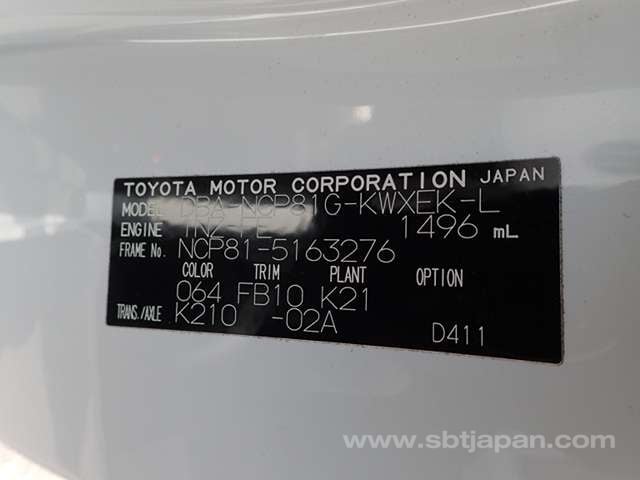 TOYOTA MOTOR CORPORATION JAPAN
MODEL DBA-NCP81G-KWXEK-L
ENGINE 1NZ-FE 1496 mL
FRAME No. NCP81-5163276
COLOR TRIM PLANT OPTION
064 FB10 K21
TRANS./AXLE K210 -02A
D411
www.sbtjapan.com